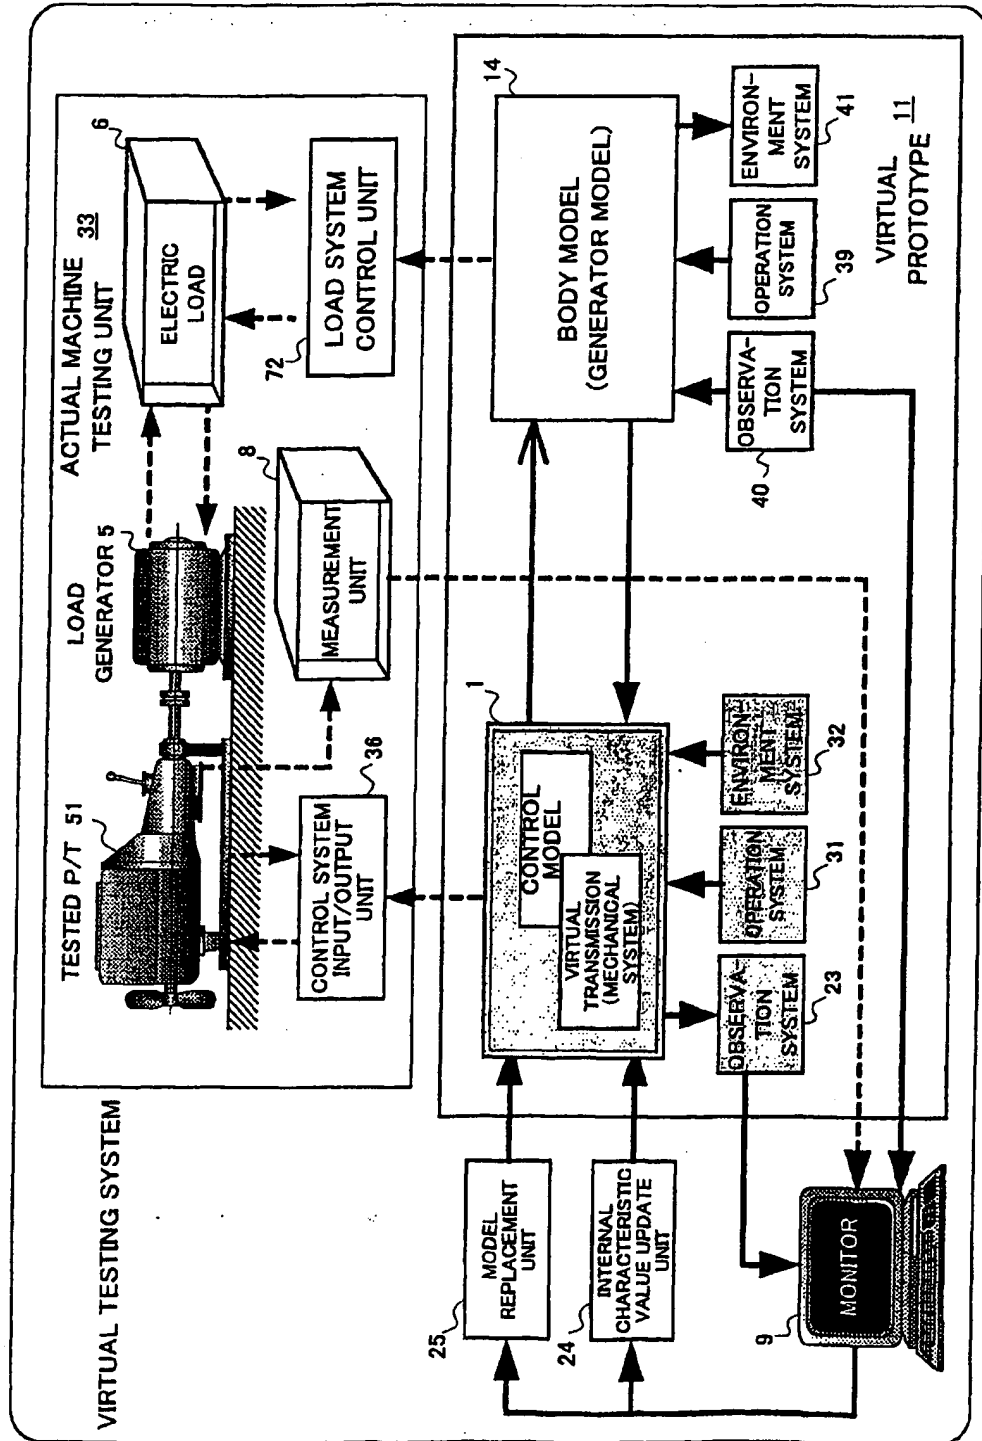 VIRTUAL TESTING SYSTEM
ACTUAL MACHINE 33
TESTING UNIT
TESTED P/T 51
LOAD
GENERATOR 5
6
ELECTRIC
LOAD
CONTROL SYSTEM
INPUT/OUTPUT
UNIT
36
8
MEASUREMENT
UNIT
72
LOAD SYSTEM
CONTROL UNIT
25
MODEL
REPLACEMENT
UNIT
24
INTERNAL
CHARACTERISTIC
VALUE UPDATE
UNIT
1
CONTROL
MODEL
VIRTUAL
TRANSMISSION
(MECHANICAL
SYSTEM)
14
BODY MODEL
(GENERATOR MODEL)
OBSERVA-
TION
SYSTEM
23
OPERATION
SYSTEM
31
ENVIRON-
MENT
SYSTEM
32
OBSERVA-
TION
SYSTEM
40
OPERATION
SYSTEM
39
ENVIRON-
MENT
SYSTEM
41
VIRTUAL
PROTOTYPE 11
9
MONITOR